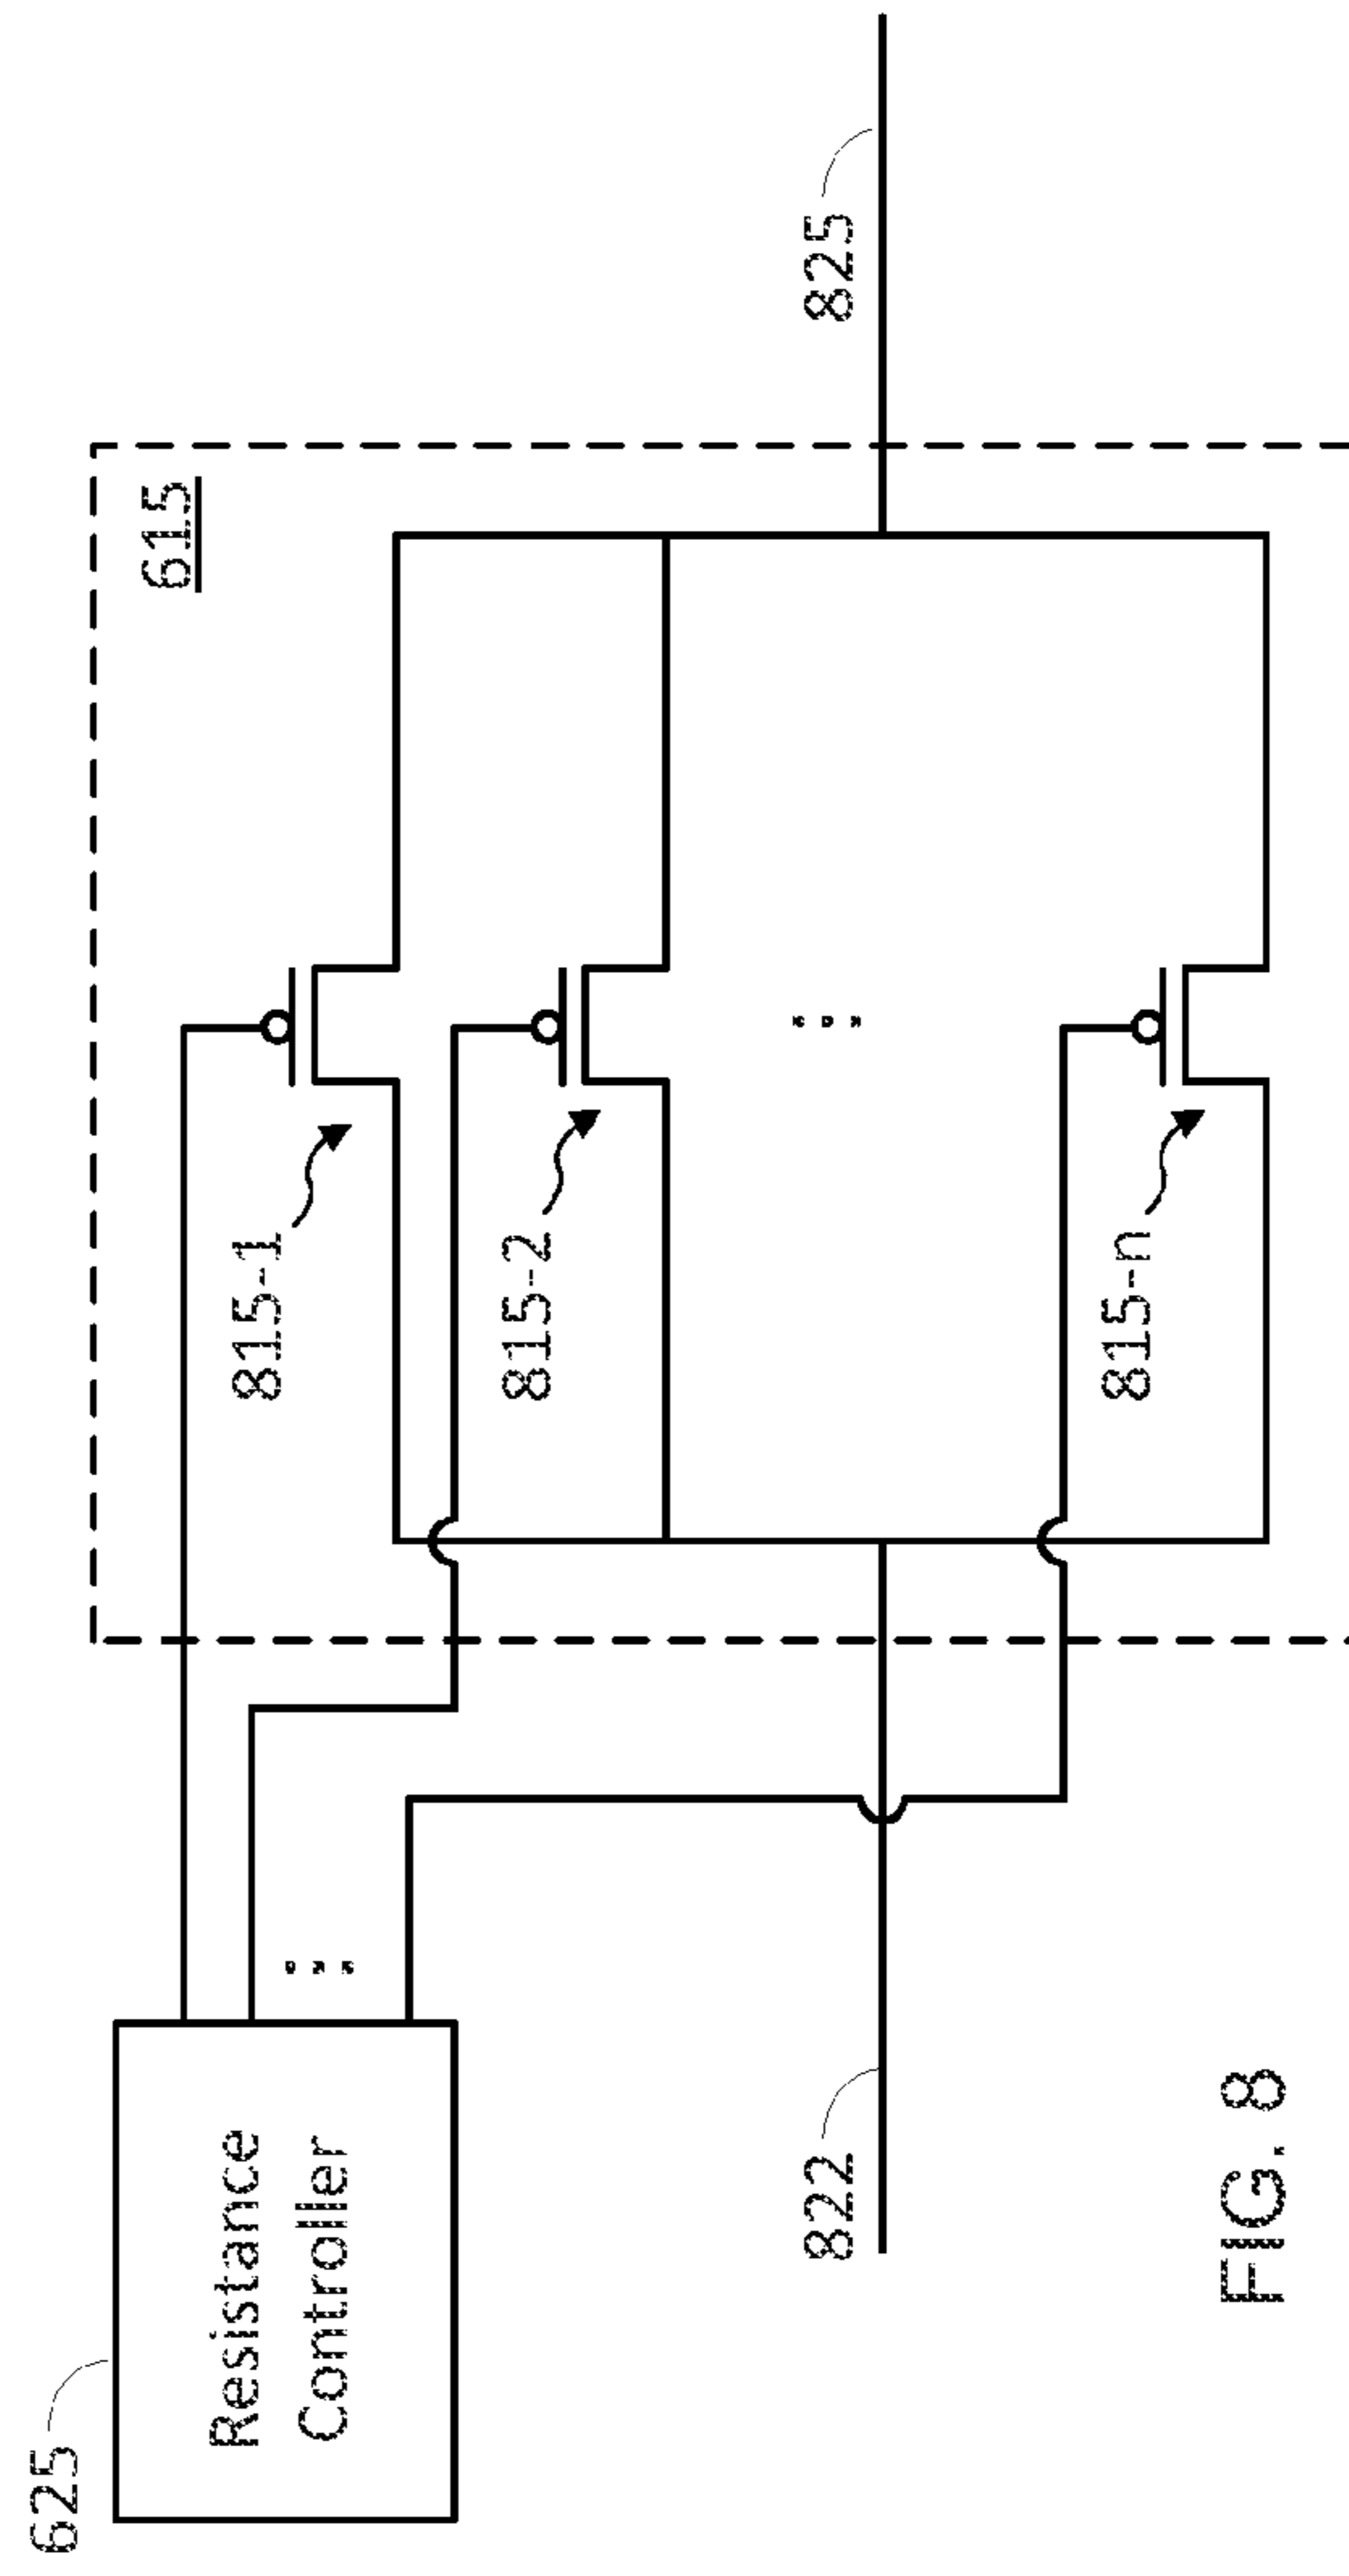 625
Resistance
Controller
615
815-1
815-2
...
...
815-n
822
825
FIG. 8